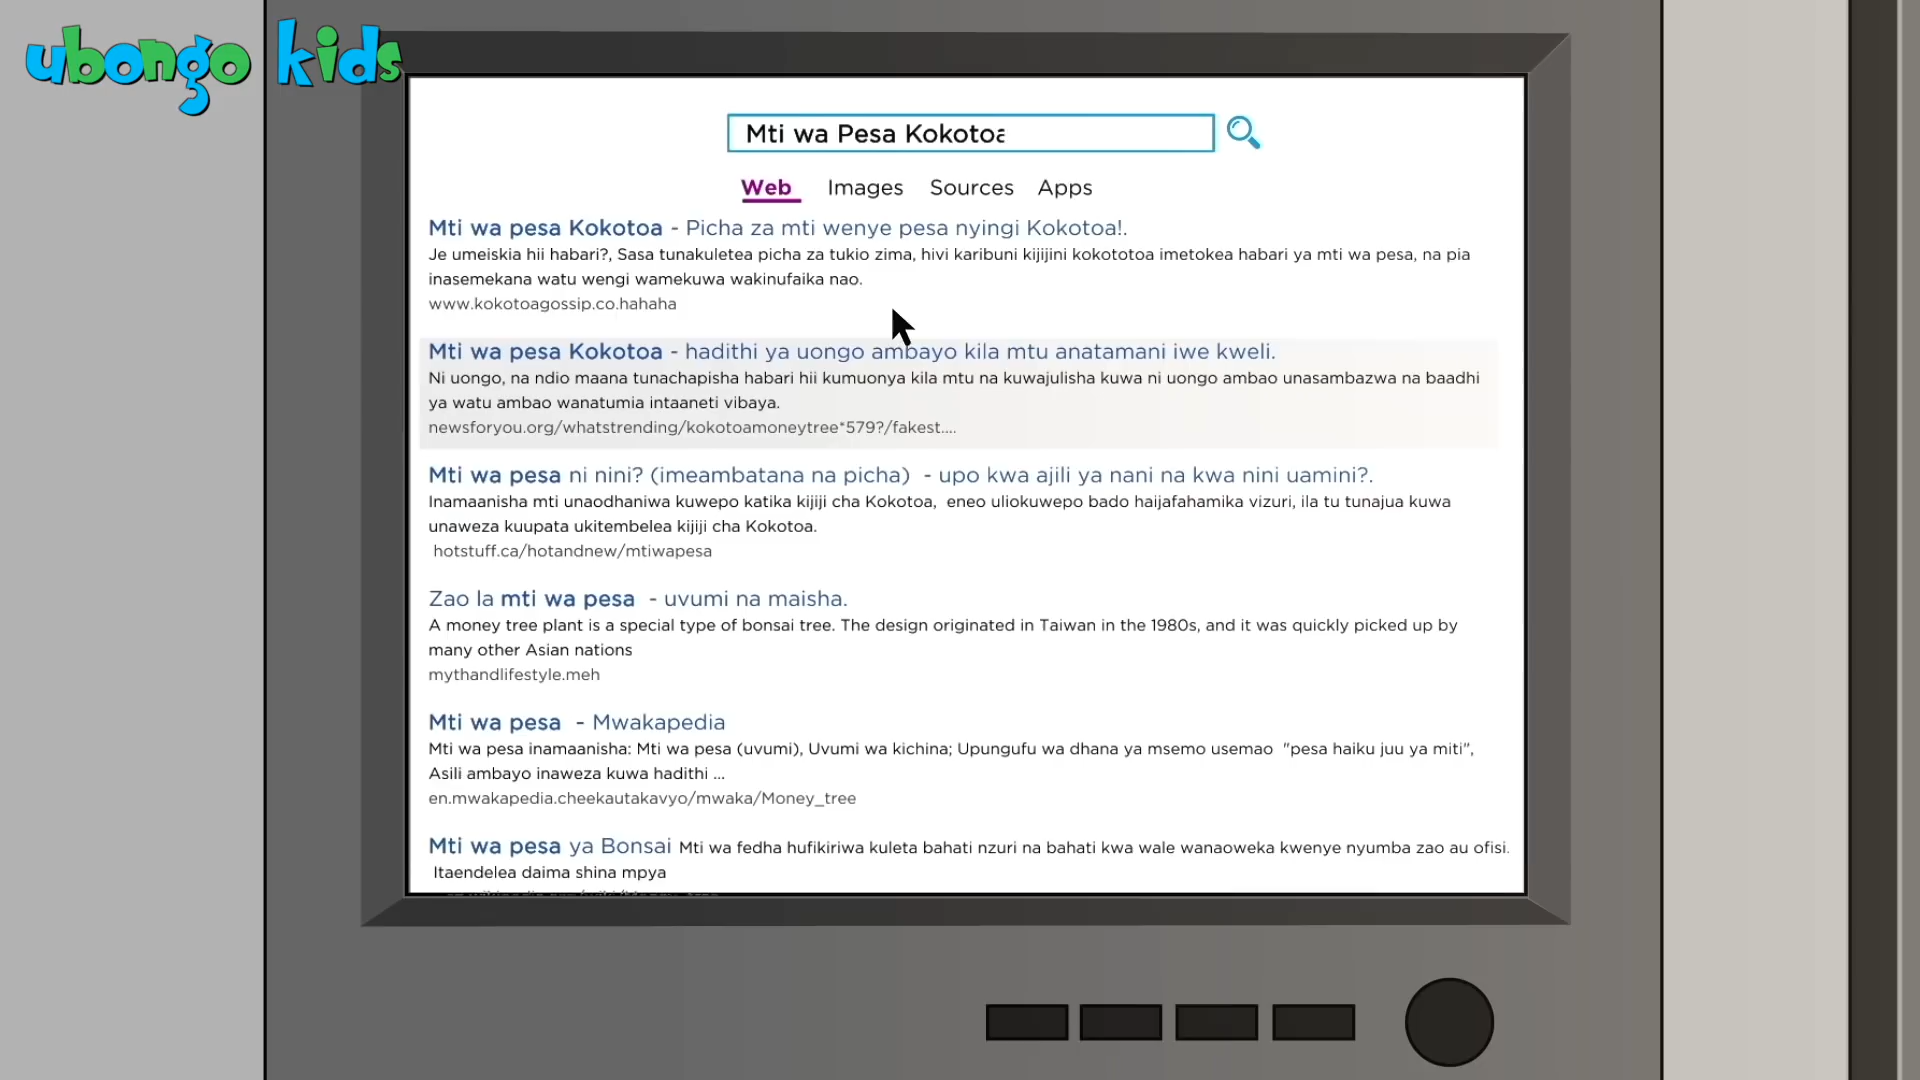 ubongo kids
Mti wa Pesa Kokotoa
Web Images Sources Apps
Mti wa pesa Kokotoa - Picha za mti wenye pesa nyingi Kokotoa!.
Je umeiskia hii habari?, Sasa tunakuletea picha za tukio zima, hivi karibuni kijijini kokototoa imetokea habari ya mti wa pesa, na pia
inasemekana watu wengi wamekuwa wakinufaika nao.
www.kokotoagossip.co.hahaha
Mti wa pesa Kokotoa - hadithi ya uongo ambayo kila mtu anatamani iwe kweli.
Ni uongo, na ndio maana tunachapisha habari hii kumuonya kila mtu na kuwajulisha kuwa ni uongo ambao unasambazwa na baadhi
ya watu ambao wanatumia intaaneti vibaya.
newsforyou.org/whatstrending/kokotoamoneytree*579?/fakest....
Mti wa pesa ni nini? (imeambatana na picha) - upo kwa ajili ya nani na kwa nini uamini?.
Inamaanisha mti unaodhaniwa kuwepo katika kijiji cha Kokotoa, eneo uliokuwepo bado haijafahamika vizuri, ila tu tunajua kuwa
unaweza kuupata ukitembelea kijiji cha Kokotoa.
hotstuff.ca/hotandnew/mtiwapesa
Zao la mti wa pesa - uvumi na maisha.
A money tree plant is a special type of bonsai tree. The design originated in Taiwan in the 1980s, and it was quickly picked up by
many other Asian nations
mythandlifestyle.meh
Mti wa pesa - Mwakapedia
Mti wa pesa inamaanisha: Mti wa pesa (uvumi), Uvumi wa kichina; Upungufu wa dhana ya msemo usemao "pesa haiku juu ya miti",
Asili ambayo inaweza kuwa hadithi ...
en.mwakapedia.cheekautakavyo/mwaka/Money_tree
Mti wa pesa ya Bonsai Mti wa fedha hufikiriwa kuleta bahati nzuri na bahati kwa wale wanaoweka kwenye nyumba zao au ofisi.
Itaendelea daima shina mpya